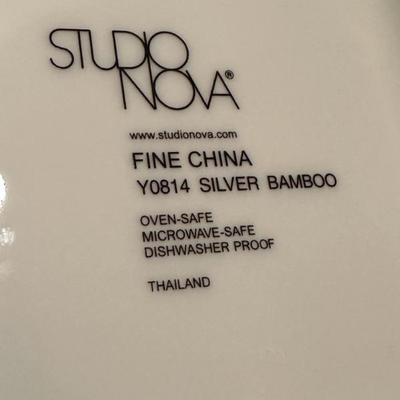 STUDIO
NOVA®
www.studionova.com
FINE CHINA
Y0814 SILVER BAMBOO
OVEN-SAFE
MICROWAVE-SAFE
DISHWASHER PROOF
THAILAND